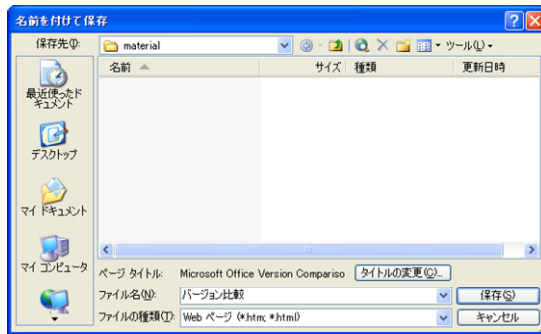 名前を付けて保存
保存先(I):
material
ツール(L)
名前
サイズ
種類
更新日時
最近使ったド
キュメント
デスクトップ
マイ ドキュメント
マイ コンピュータ
ページ タイトル:
Microsoft Office Version Compariso
タイトルの変更(C)...
ファイル名(N):
バージョン比較
保存(S)
ファイルの種類(T):
Web ページ (*.htm; *.html)
キャンセル